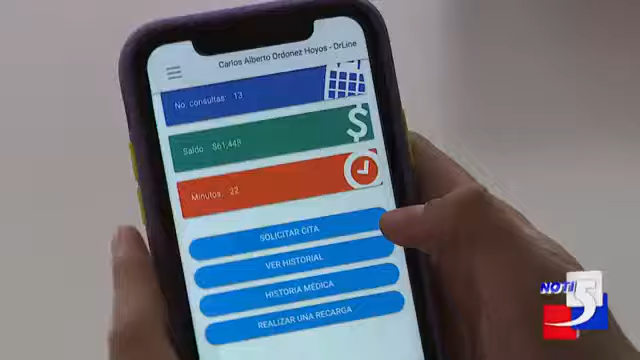 Carlos Alberto Ordonez Hoyos - DrLine
No. consultas: 13
Saldo: $61,448
Minutos: 22
SOLICITAR CITA
VER HISTORIAL
HISTORIA MÉDICA
REALIZAR UNA RECARGA
NOTI 5